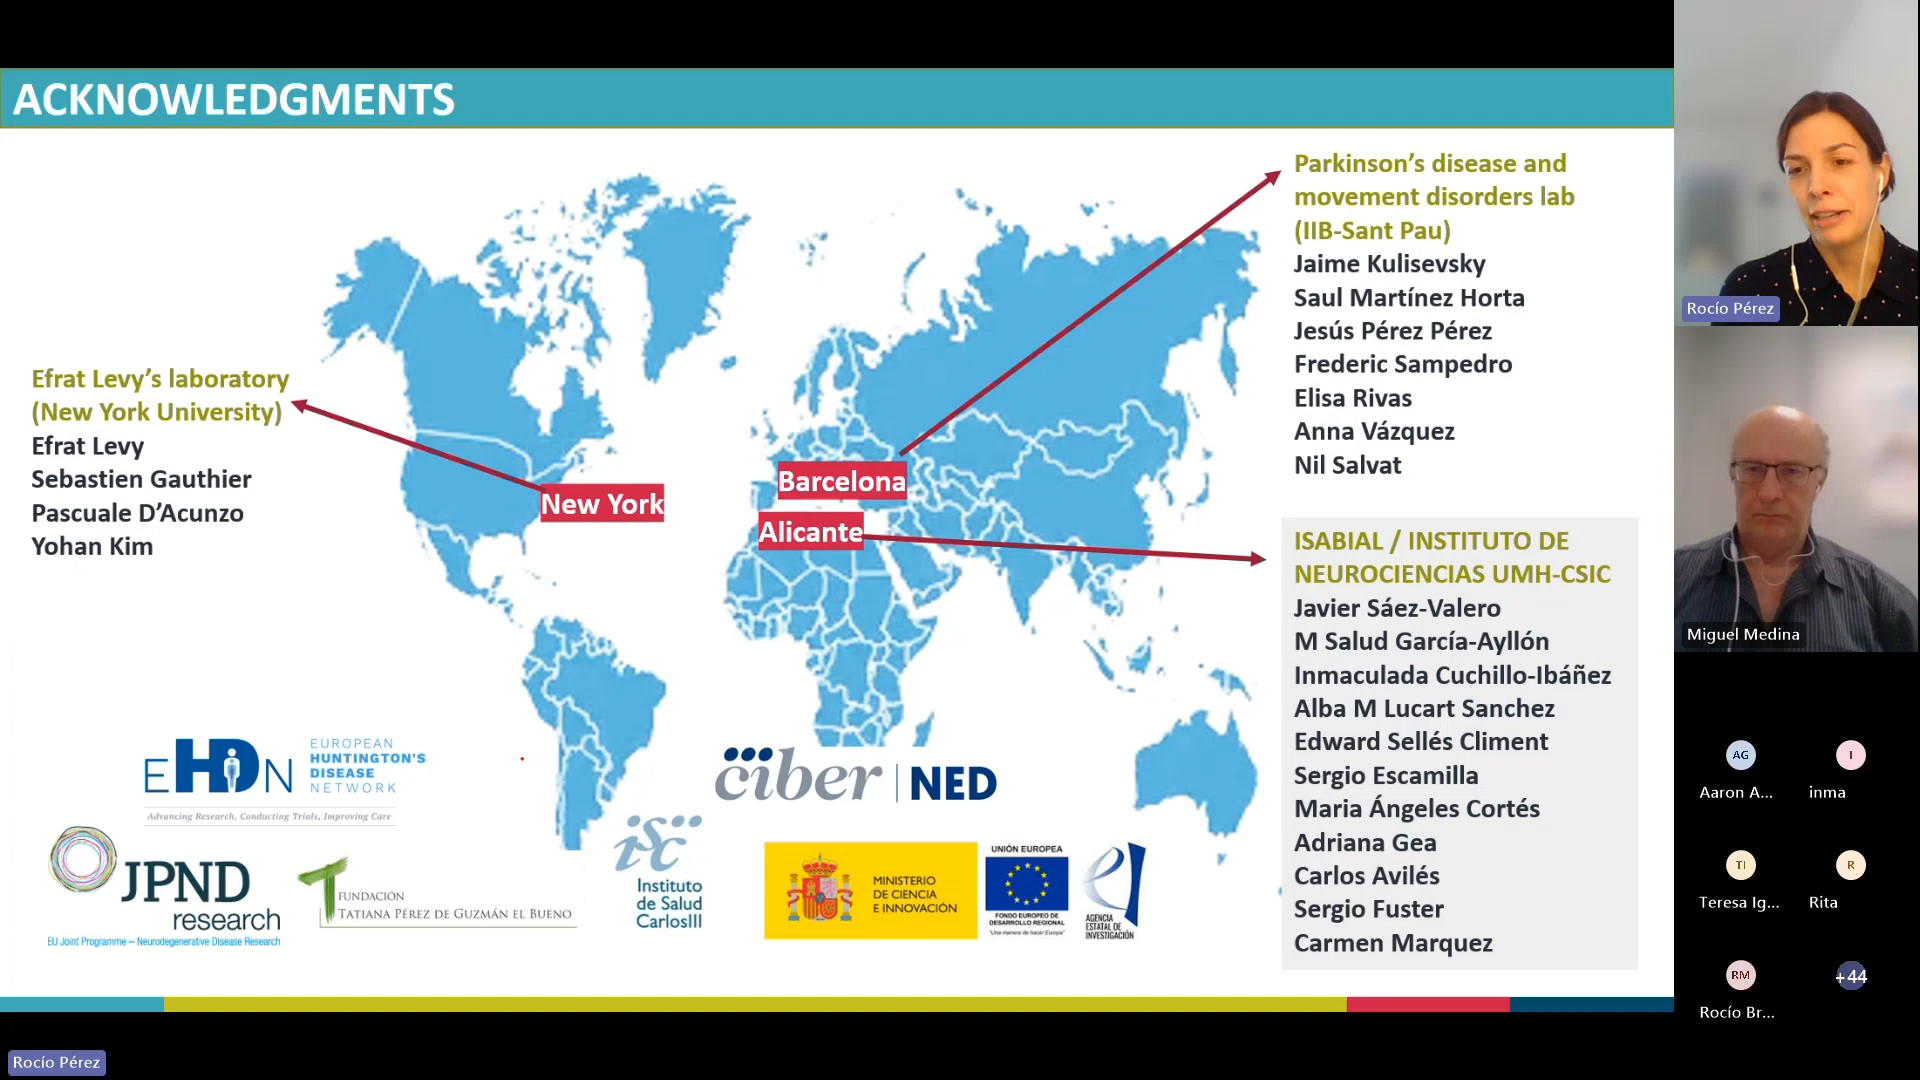 ACKNOWLEDGMENTS
Efrat Levy’s laboratory
(New York University)
Efrat Levy
Sebastien Gauthier
Pascuale D’Acunzo
Yohan Kim
New York
Barcelona
Alicante
Parkinson’s disease and
movement disorders lab
(IIB-Sant Pau)
Jaime Kulisevsky
Saul Martínez Horta
Jesús Pérez Pérez
Frederic Sampedro
Elisa Rivas
Anna Vázquez
Nil Salvat
ISABIAL / INSTITUTO DE
NEUROCIENCIAS UMH-CSIC
Javier Sáez-Valero
M Salud García-Ayllón
Inmaculada Cuchillo-Ibáñez
Alba M Lucart Sanchez
Edward Sellés Climent
Sergio Escamilla
Maria Ángeles Cortés
Adriana Gea
Carlos Avilés
Sergio Fuster
Carmen Marquez
EHDN
EUROPEAN
HUNTINGTON'S
DISEASE
NETWORK
Advancing Research, Conducting Trials, Improving Care
JPND
research
EU Joint Programme – Neurodegenerative Disease Research
FUNDACIÓN
TATIANA PÉREZ DE GUZMÁN EL BUENO
isc
Instituto
de Salud
CarlosIII
ciber | NED
MINISTERIO
DE CIENCIA
E INNOVACIÓN
UNIÓN EUROPEA
FONDO EUROPEO DE
DESARROLLO REGIONAL
"Una manera de hacer Europa"
AGENCIA
ESTATAL DE
INVESTIGACIÓN
Rocío Pérez
Miguel Medina
AG
Aaron A...
I
inma
TI
Teresa Ig...
R
Rita
RM
Rocío Br...
+44
Rocío Pérez